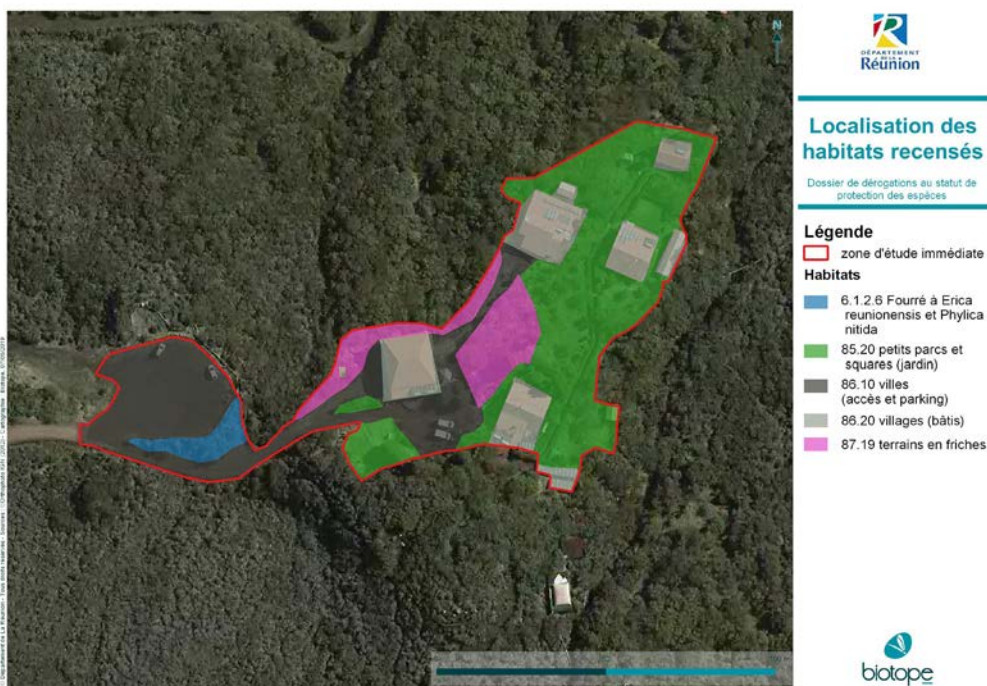 N
DÉPARTEMENT
DE LA
Réunion
Localisation des
habitats recensés
Dossier de dérogations au statut de
protection des espèces
Légende
zone d'étude immédiate
Habitats
6.1.2.6 Fourré à Erica
reunionensis et Phylica
nitida
85.20 petits parcs et
squares (jardin)
86.10 villes
(accès et parking)
86.20 villages (bâtis)
87.19 terrains en friches
biotope